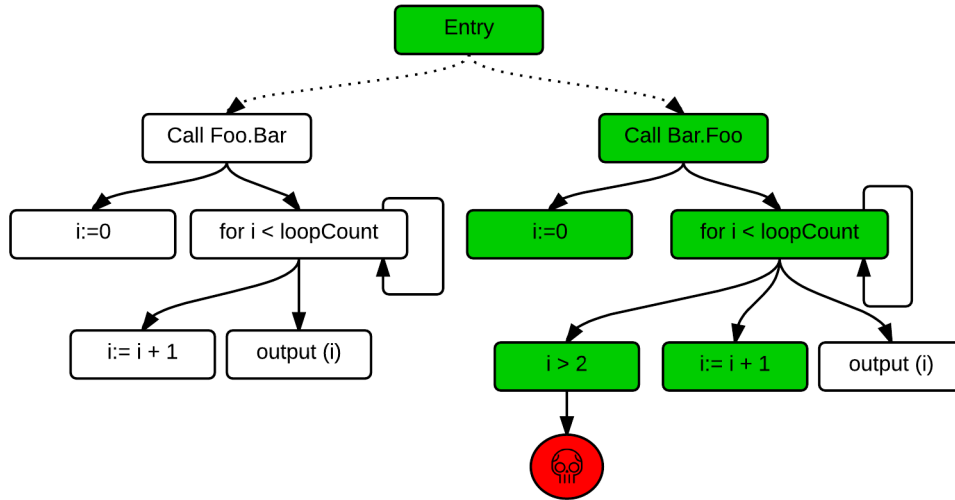 Entry
Call Foo.Bar
Call Bar.Foo
i:=0
for i < loopCount
i:=0
for i < loopCount
i:= i + 1
output (i)
i > 2
i:= i + 1
output (i)